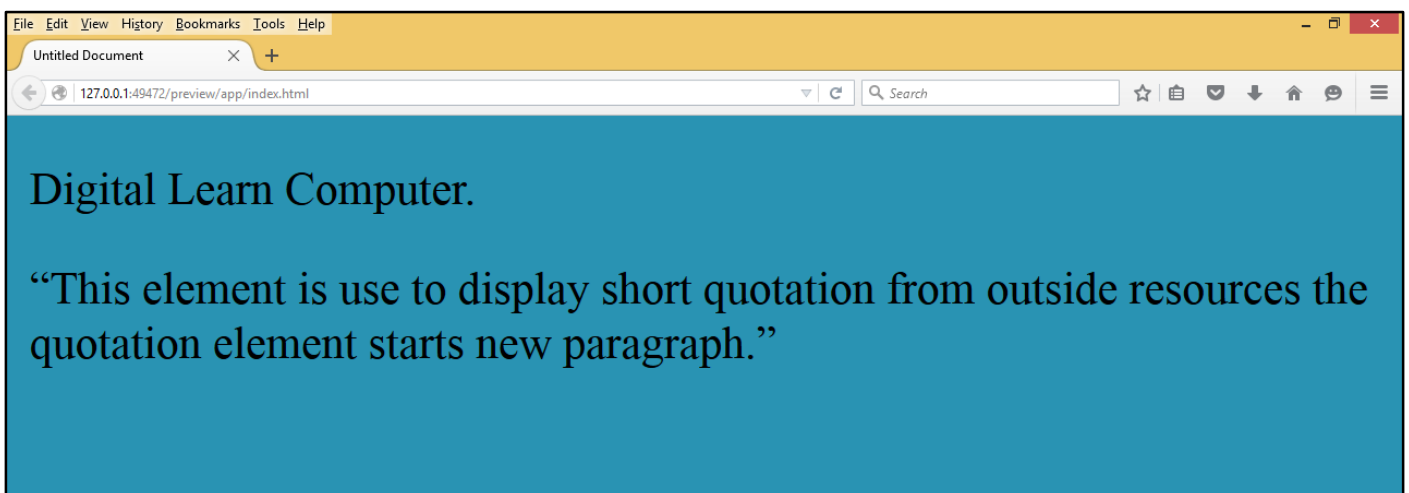 File Edit View History Bookmarks Tools Help
Untitled Document
127.0.0.1:49472/preview/app/index.html
Search
Digital Learn Computer.
“This element is use to display short quotation from outside resources the
quotation element starts new paragraph.”